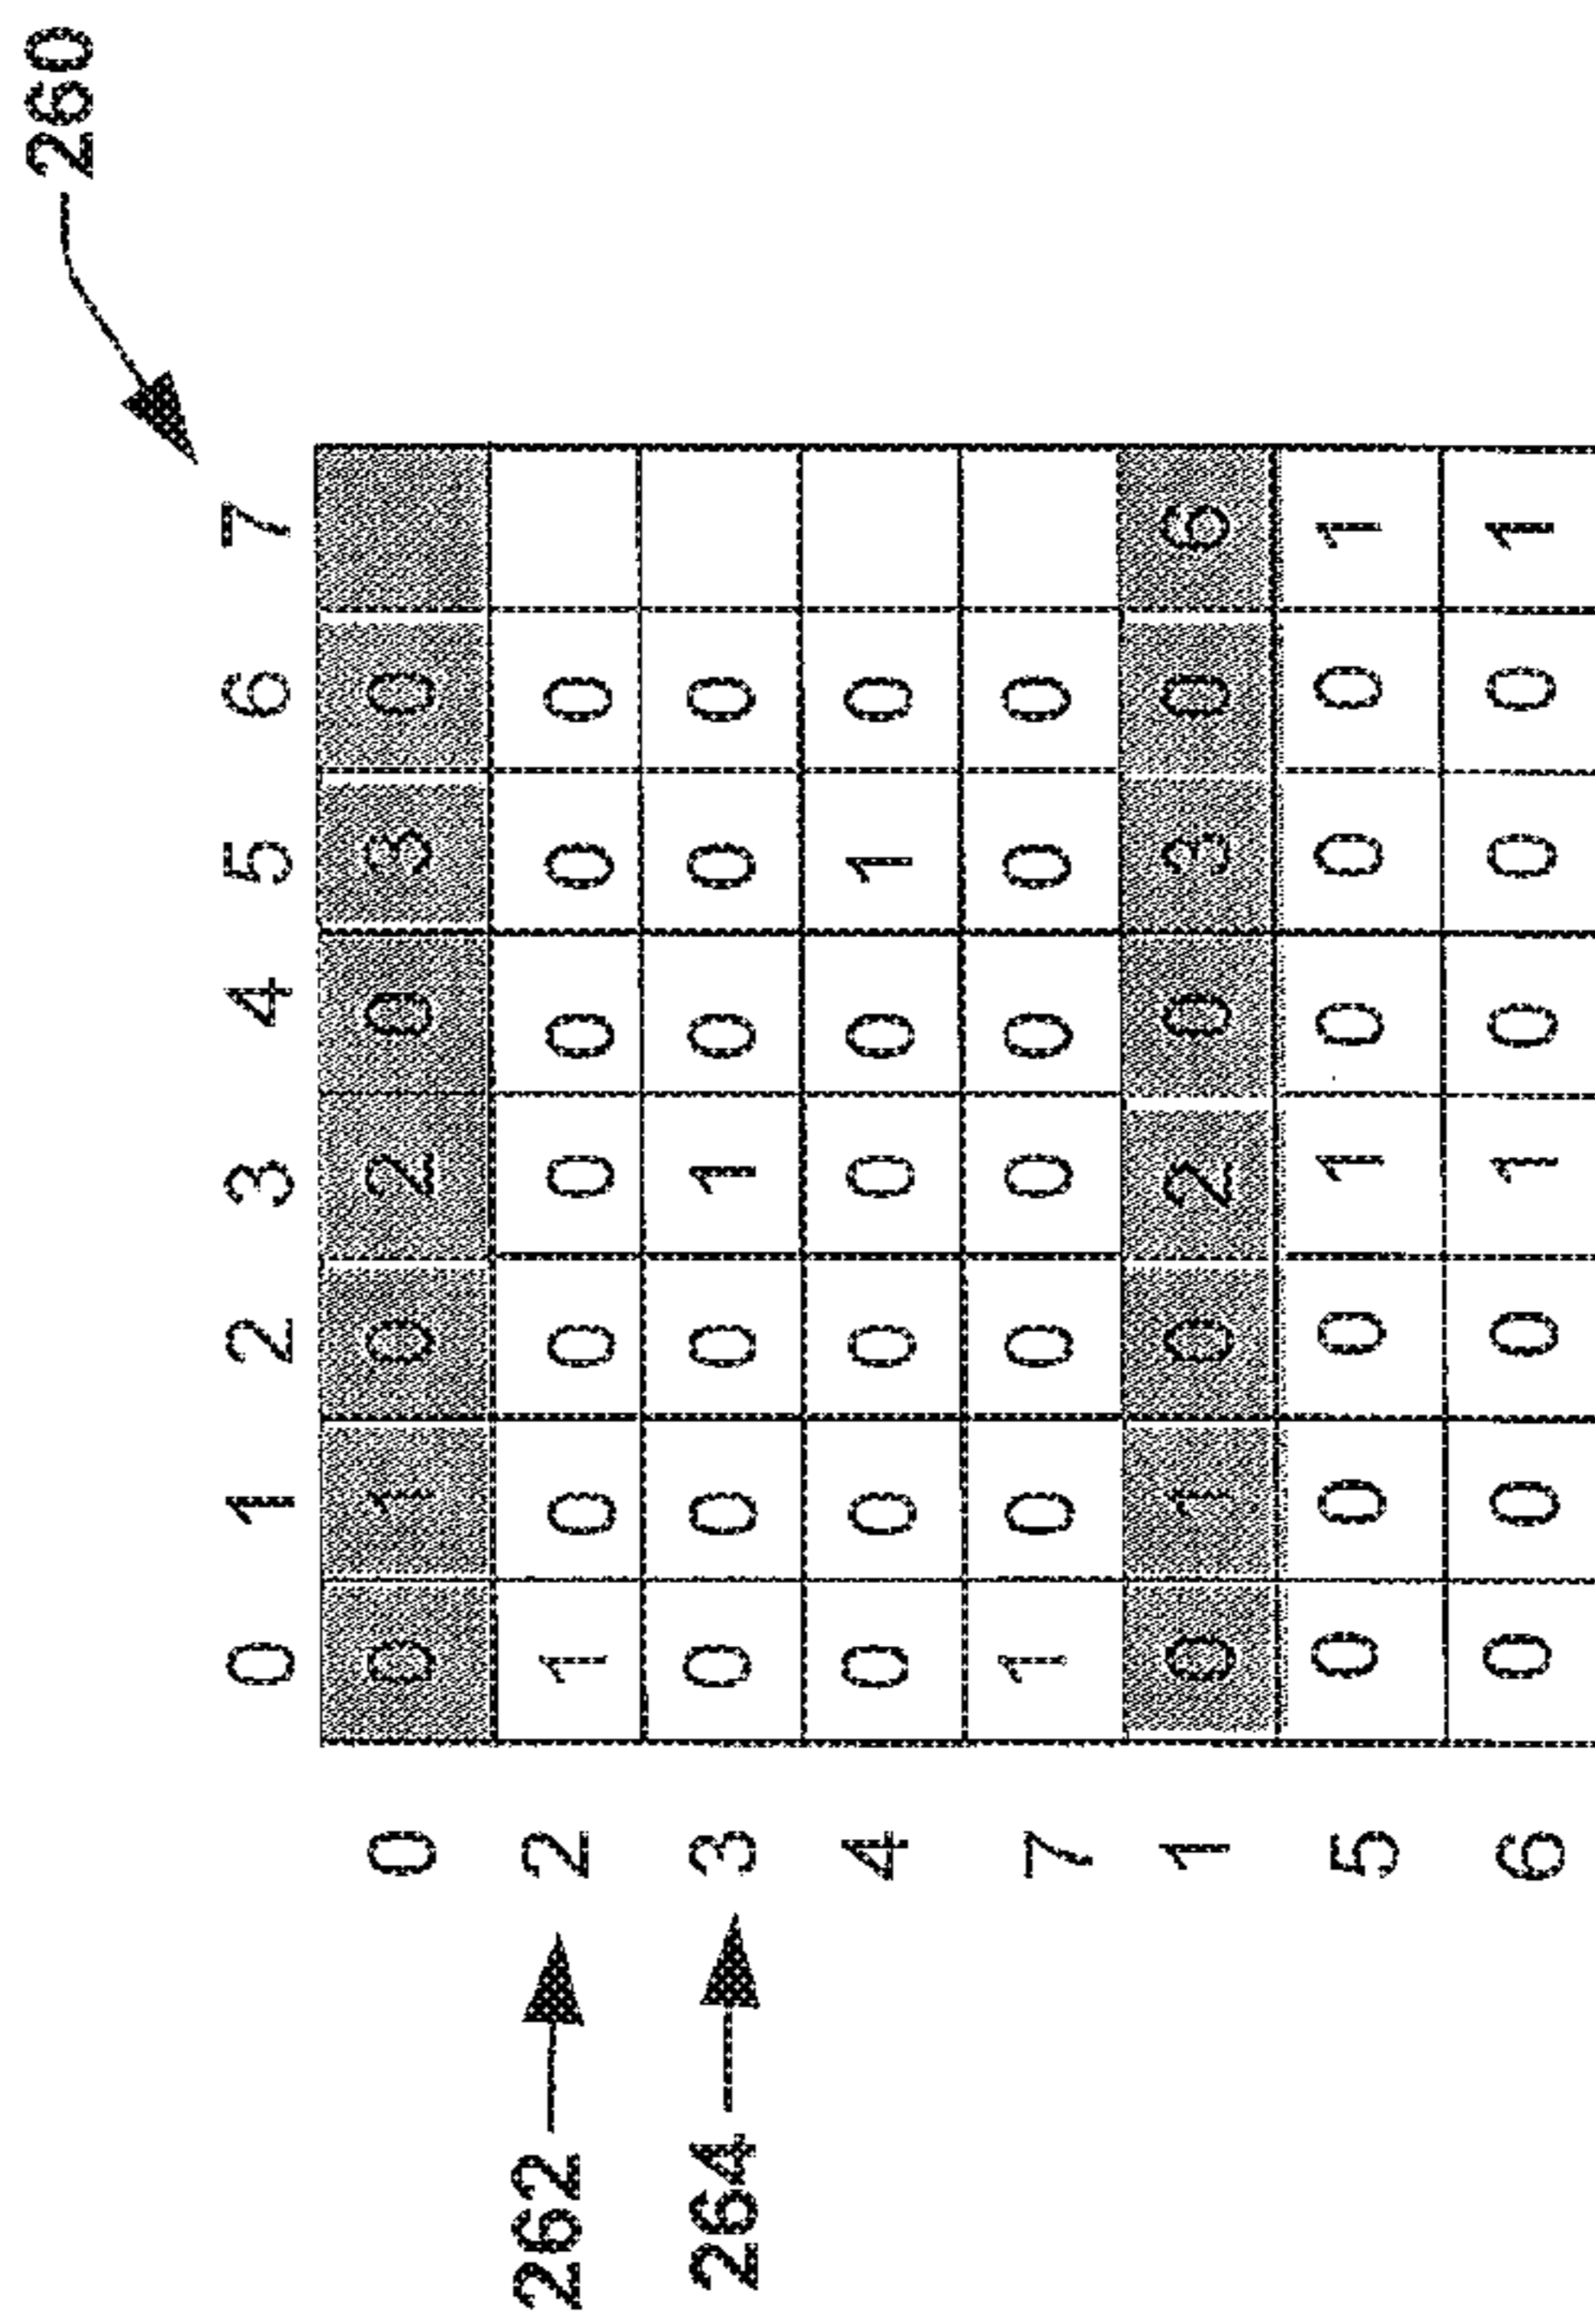 260
0 1 2 3 4 5 6 7
0 0 1 0 2 0 3 0
262 2 1 0 0 0 0 0 0
264 3 0 0 0 1 0 0 0
4 0 0 0 0 0 1 0
7 1 0 0 0 0 0 0
1 0 1 0 2 0 3 0 6
5 0 0 0 1 0 0 0 1
6 0 0 0 1 0 0 0 1